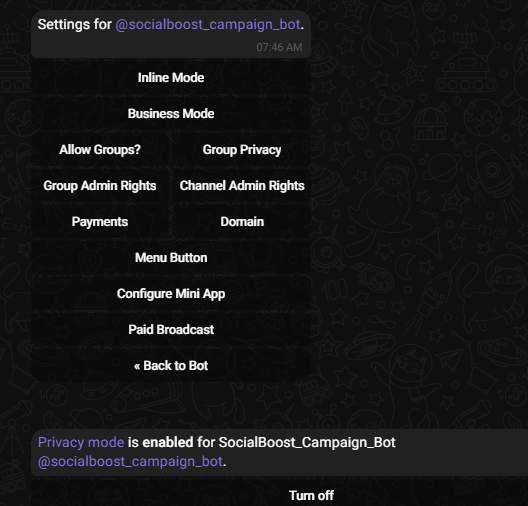 Settings for @socialboost_campaign_bot.
07:46 AM
Inline Mode
Business Mode
Allow Groups? Group Privacy
Group Admin Rights Channel Admin Rights
Payments Domain
Menu Button
Configure Mini App
Paid Broadcast
« Back to Bot
Privacy mode is enabled for SocialBoost_Campaign_Bot
@socialboost_campaign_bot.
Turn off